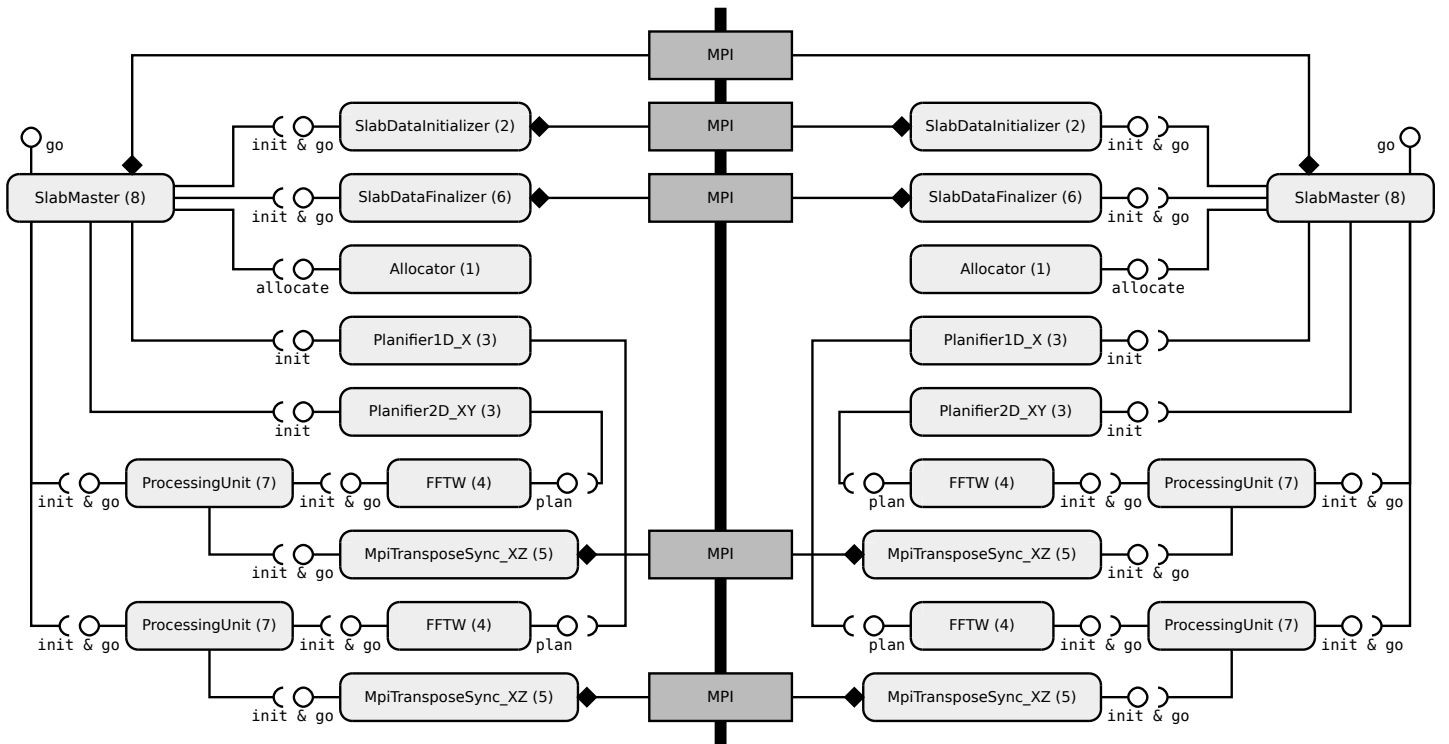 MPI
SlabDataInitializer (2)
MPI
SlabDataInitializer (2)
go
init & go
init & go
go
SlabMaster (8)
SlabDataFinalizer (6)
MPI
SlabDataFinalizer (6)
SlabMaster (8)
init & go
init & go
Allocator (1)
Allocator (1)
allocate
allocate
Planifier1D_X (3)
Planifier1D_X (3)
init
init
Planifier2D_XY (3)
Planifier2D_XY (3)
init
init
ProcessingUnit (7)
FFTW (4)
FFTW (4)
ProcessingUnit (7)
init & go
init & go
plan
plan
init & go
init & go
MpiTransposeSync_XZ (5)
MPI
MpiTransposeSync_XZ (5)
init & go
init & go
ProcessingUnit (7)
FFTW (4)
FFTW (4)
ProcessingUnit (7)
init & go
init & go
plan
plan
init & go
init & go
MpiTransposeSync_XZ (5)
MPI
MpiTransposeSync_XZ (5)
init & go
init & go